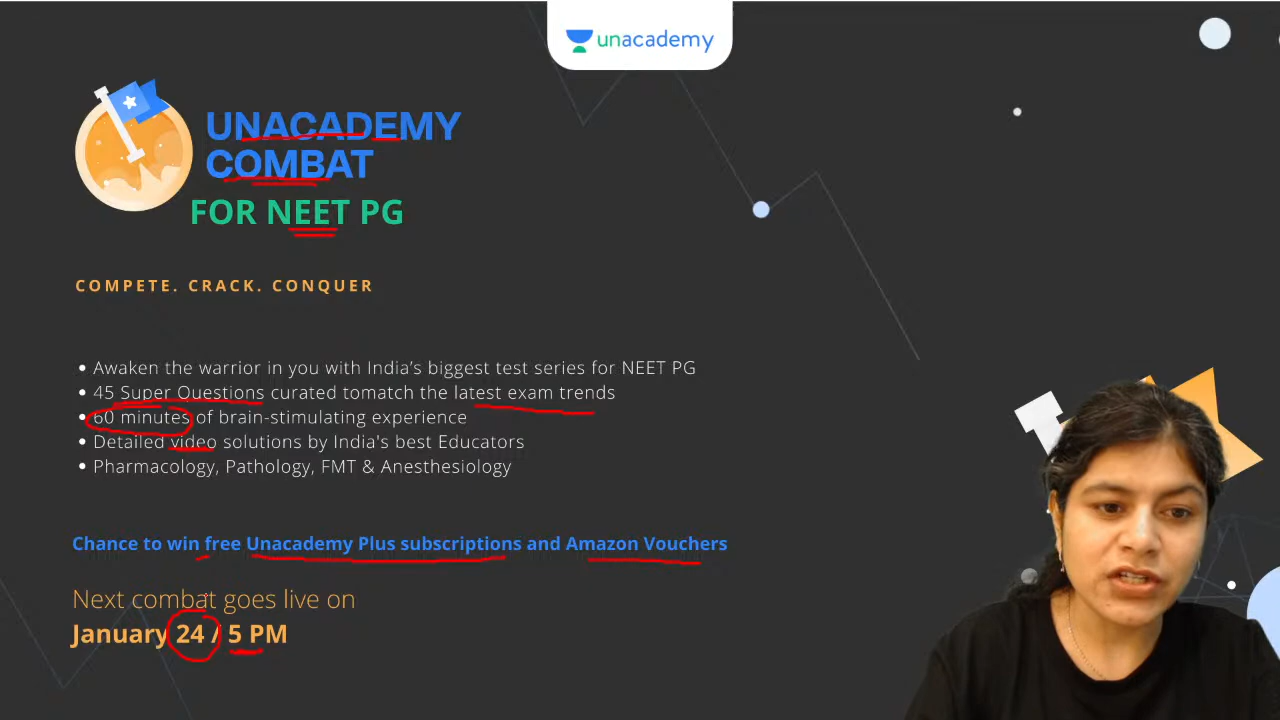 unacademy
UNACADEMY
COMBAT
FOR NEET PG
COMPETE. CRACK. CONQUER
• Awaken the warrior in you with India's biggest test series for NEET PG
• 45 Super Questions curated tomatch the latest exam trends
• 60 minutes of brain-stimulating experience
• Detailed video solutions by India's best Educators
• Pharmacology, Pathology, FMT & Anesthesiology
Chance to win free Unacademy Plus subscriptions and Amazon Vouchers
Next combat goes live on
January 24 / 5 PM